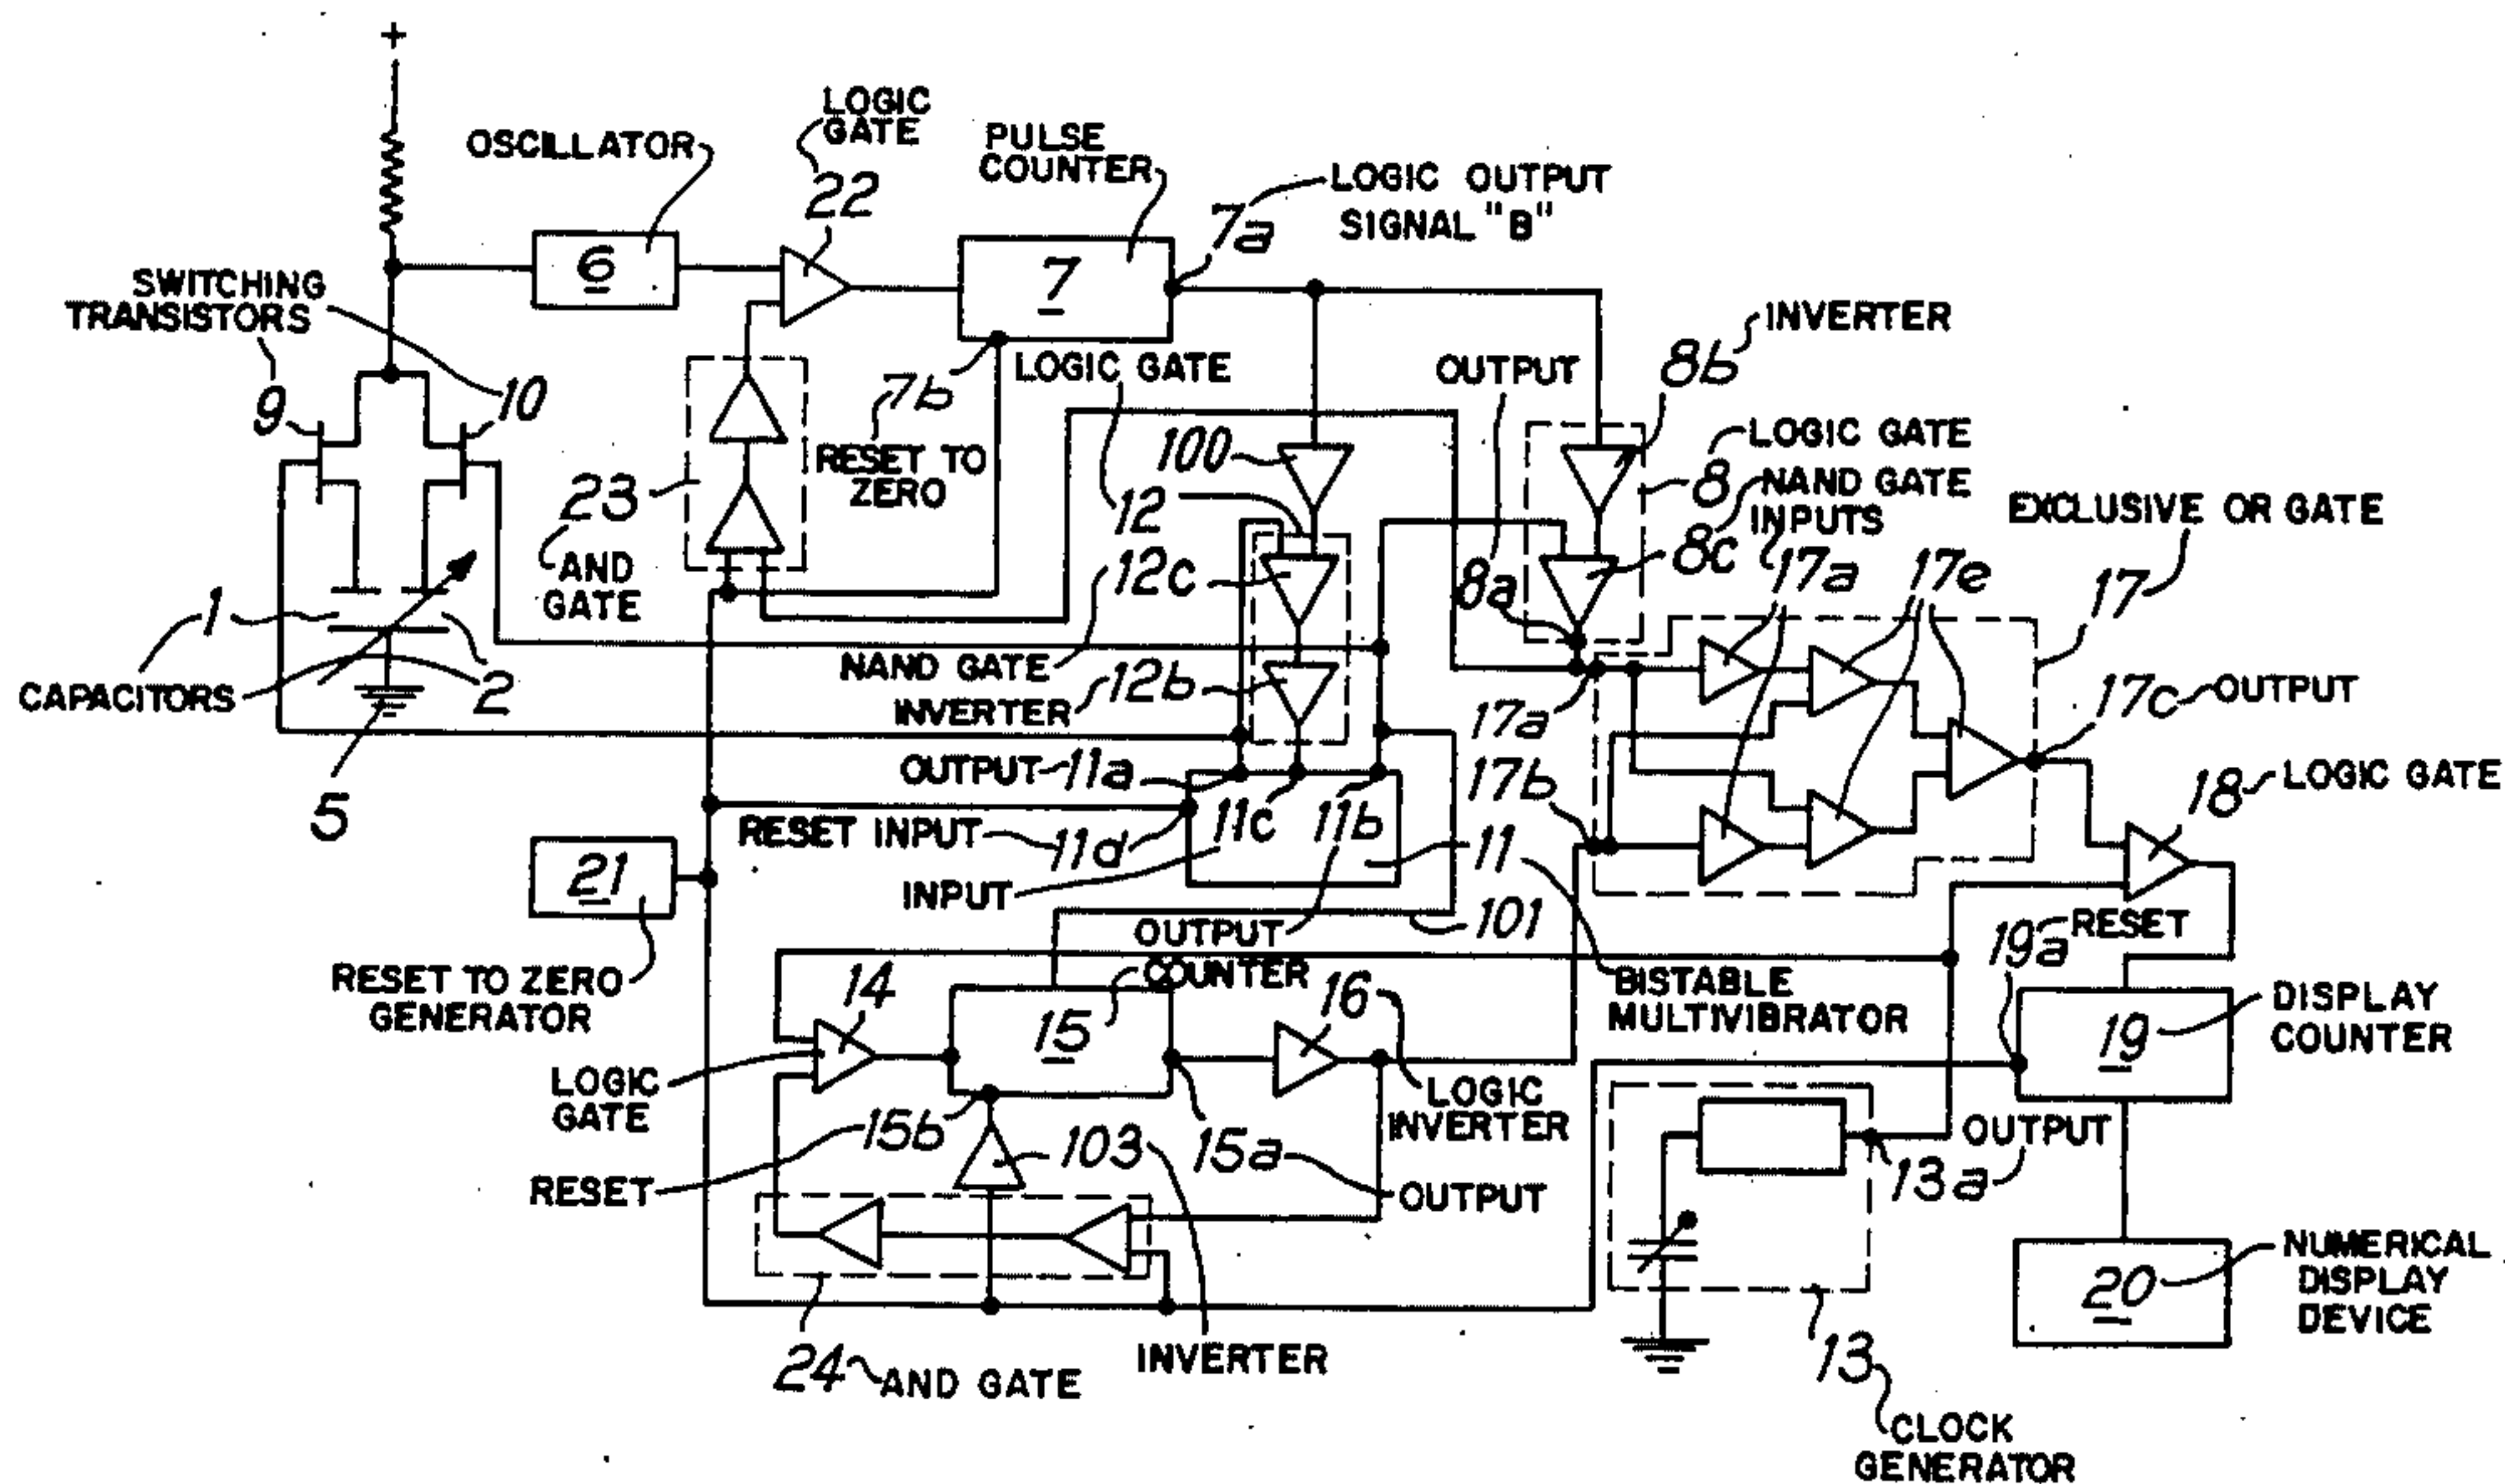 +
LOGIC
GATE
22
OSCILLATOR
PULSE
COUNTER
LOGIC OUTPUT
SIGNAL "B"
7a
6
7
SWITCHING
TRANSISTORS
9
10
INVERTER
8b
LOGIC GATE
OUTPUT
7b
RESET TO
ZERO
100
LOGIC GATE
8
NAND GATE
INPUTS
EXCLUSIVE OR GATE
23
AND
GATE
12
12c
8a
8c
17a
17e
17
1
CAPACITORS
2
5
NAND GATE
INVERTER
12b
17a
17c
OUTPUT
OUTPUT
11a
17b
18
LOGIC GATE
RESET INPUT
11d
11c
11b
11
21
INPUT
OUTPUT
101
19a
RESET
RESET TO ZERO
GENERATOR
14
COUNTER
15
16
BISTABLE
MULTIVIBRATOR
19
DISPLAY
COUNTER
LOGIC
GATE
LOGIC
INVERTER
15b
103
15a
OUTPUT
13a
RESET
OUTPUT
20
NUMERICAL
DISPLAY
DEVICE
24
AND GATE
INVERTER
13
CLOCK
GENERATOR